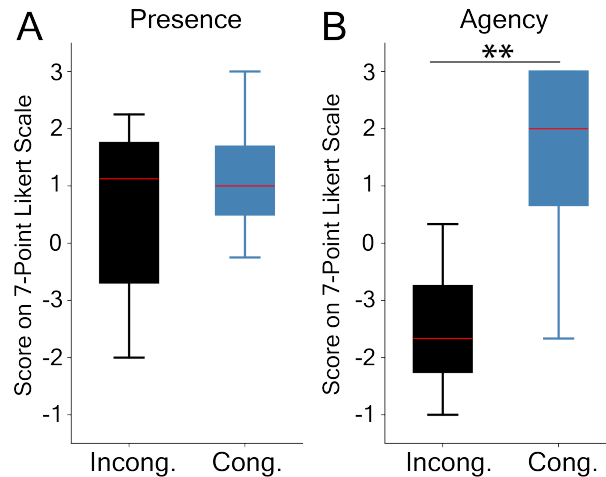 A
Presence
Score on 7-Point Likert Scale
3
2
1
0
-3
-2
-1
Incong.
Cong.
B
Agency
**
Score on 7-Point Likert Scale
3
2
1
0
-3
-2
-1
Incong.
Cong.